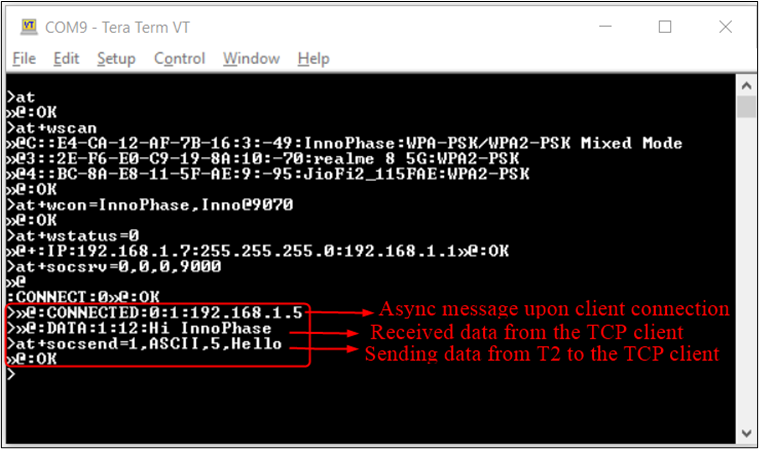 COM9 - Tera Term VT
File Edit Setup Control Window Help
>at
»@:OK
>at+wscan
»@C::E4-CA-12-AF-7B-16:3:-49:InnoPhase:WPA-PSK/WPA2-PSK Mixed Mode
»@3::2E-F6-E0-C9-19-8A:10:-70:realme 8 5G:WPA2-PSK
»@4::BC-8A-E8-11-5F-AE:9:-95:JioFi2_115FAE:WPA2-PSK
»@:OK
>at+wcon=InnoPhase,Inno@9070
»@:OK
>at+wstatus=0
»@+:IP:192.168.1.7:255.255.255.0:192.168.1.1»@:OK
>at+socsrv=0,0,0,9000
»@
:CONNECT:0»@:OK
>»@:CONNECTED:0:1:192.168.1.5 Async message upon client connection
>»@:DATA:1:12:Hi InnoPhase Received data from the TCP client
>at+socsend=1,ASCII,5,Hello Sending data from T2 to the TCP client
»@:OK
>